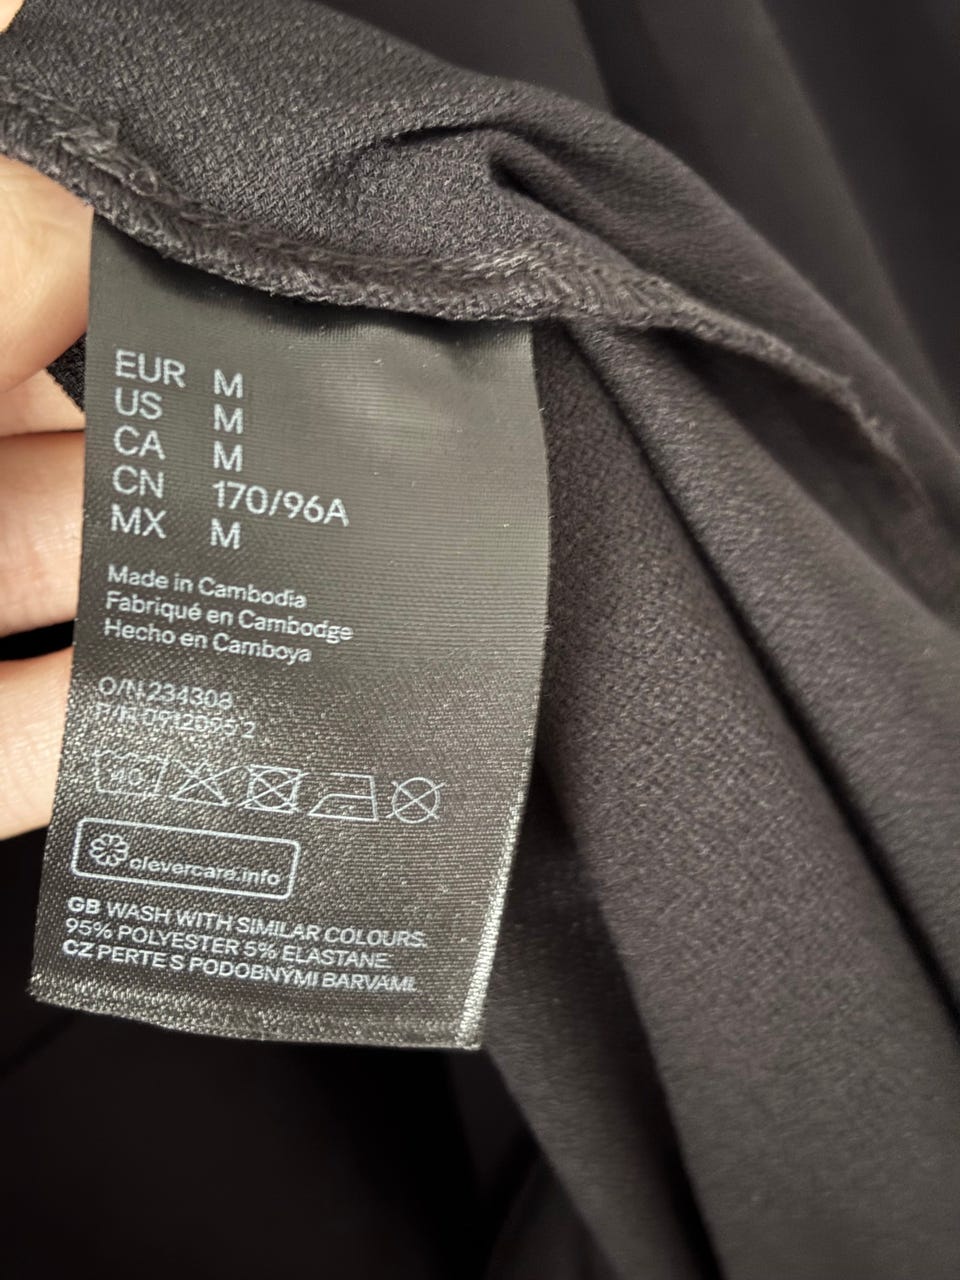 EUR M
US M
CA M
CN 170/96A
MX M
Made in Cambodia
Fabriqué en Cambodge
Hecho en Camboya
O/N.234308
40
clevercare.info
GB WASH WITH SIMILAR COLOURS.
95% POLYESTER 5% ELASTANE
CZ PERTE S PODOBNÝMI BARVAMI.